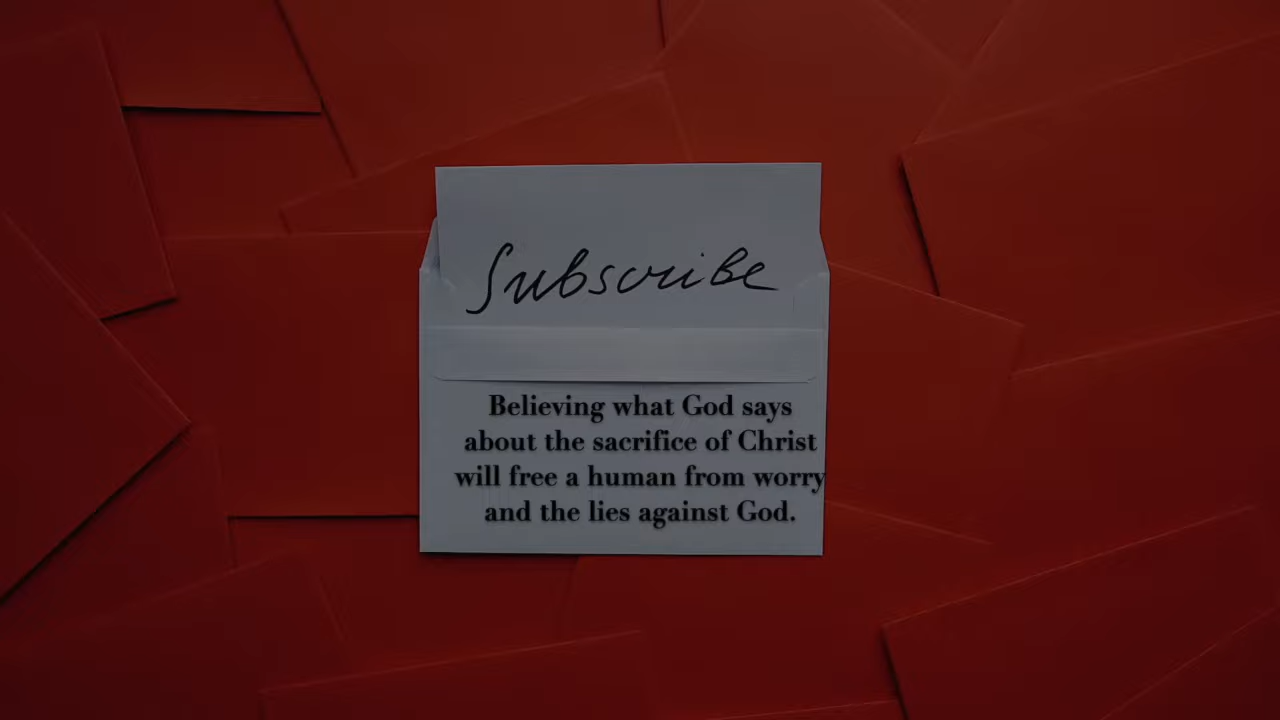 Subscribe
Believing what God says
about the sacrifice of Christ
will free a human from worry
and the lies against God.